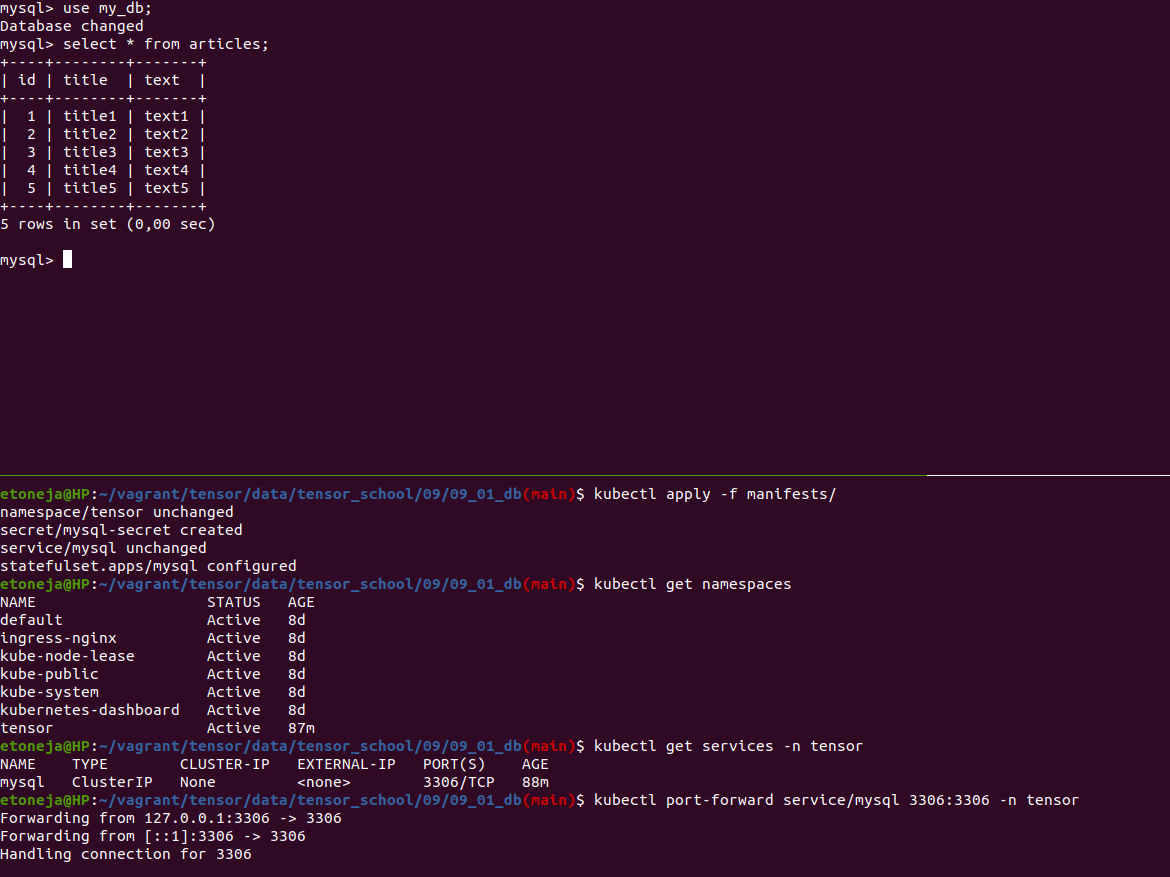 mysql> use my_db;
Database changed
mysql> select * from articles;
+----+--------+-------+
| id | title  | text  |
+----+--------+-------+
|  1 | title1 | text1 |
|  2 | title2 | text2 |
|  3 | title3 | text3 |
|  4 | title4 | text4 |
|  5 | title5 | text5 |
+----+--------+-------+
5 rows in set (0,00 sec)
mysql>
etoneja@HP:~/vagrant/tensor/data/tensor_school/09/09_01_db(main)$ kubectl apply -f manifests/
namespace/tensor unchanged
secret/mysql-secret created
service/mysql unchanged
statefulset.apps/mysql configured
etoneja@HP:~/vagrant/tensor/data/tensor_school/09/09_01_db(main)$ kubectl get namespaces
NAME                   STATUS   AGE
default                Active   8d
ingress-nginx          Active   8d
kube-node-lease        Active   8d
kube-public            Active   8d
kube-system            Active   8d
kubernetes-dashboard   Active   8d
tensor                 Active   87m
etoneja@HP:~/vagrant/tensor/data/tensor_school/09/09_01_db(main)$ kubectl get services -n tensor
NAME    TYPE        CLUSTER-IP   EXTERNAL-IP   PORT(S)    AGE
mysql   ClusterIP   None         <none>        3306/TCP   88m
etoneja@HP:~/vagrant/tensor/data/tensor_school/09/09_01_db(main)$ kubectl port-forward service/mysql 3306:3306 -n tensor
Forwarding from 127.0.0.1:3306 -> 3306
Forwarding from [::1]:3306 -> 3306
Handling connection for 3306